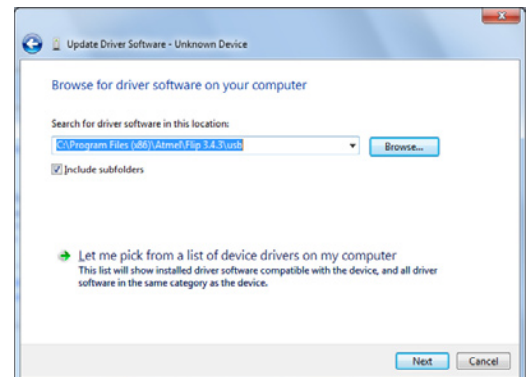 Update Driver Software - Unknown Device
Browse for driver software on your computer
Search for driver software in this location:
C:\Program Files (x86)\Atmel\Flip 3.4.3\usb
Browse...
Include subfolders
Let me pick from a list of device drivers on my computer
This list will show installed driver software compatible with the device, and all driver
software in the same category as the device.
Next Cancel